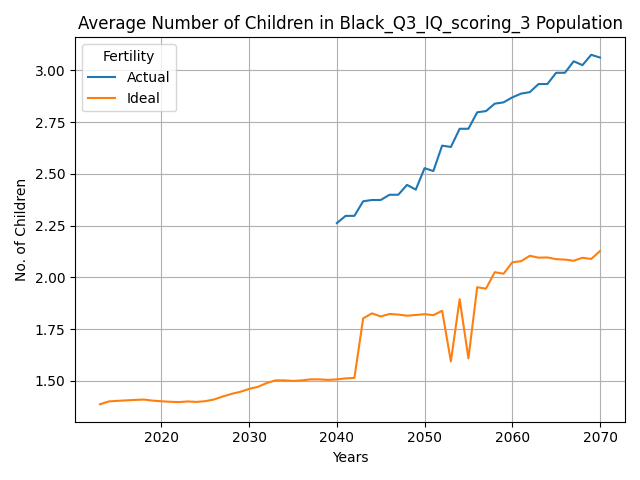 Average Number of Children in Black_Q3_IQ_scoring_3 Population
Fertility
Actual
Ideal
No. of Children
3.00
2.75
2.50
2.25
2.00
1.75
1.50
2020 2030 2040 2050 2060 2070
Years